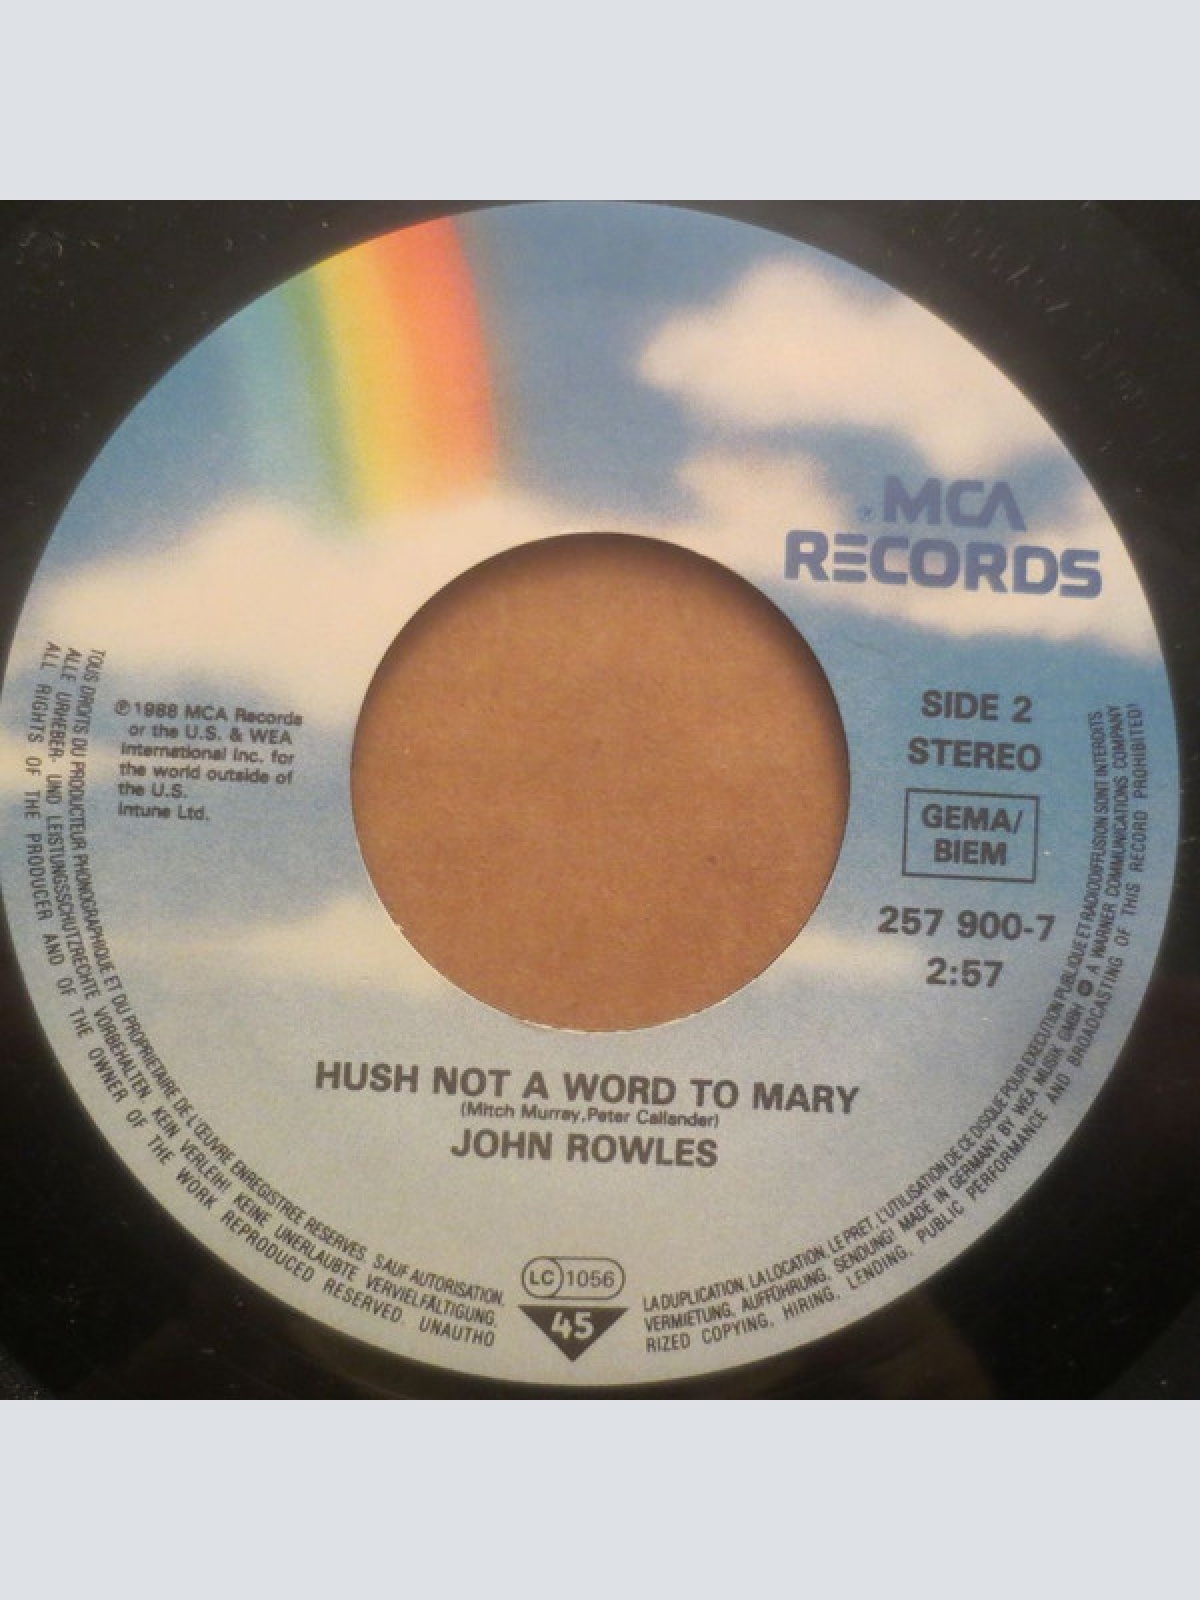 ® MCA
RECORDS
SIDE 2
STEREO
GEMA/
BIEM
257 900-7
2:57
℗ 1988 MCA Records
or the U.S. & WEA
International Inc. for
the world outside of
the U.S.
Intune Ltd.
HUSH NOT A WORD TO MARY
(Mitch Murray,Peter Callander)
JOHN ROWLES
LC 1056
45
TOUS DROITS DU PRODUCTEUR PHONOGRAPHIQUE ET DU PROPRIETAIRE DE L'ŒUVRE ENREGISTREE RESERVES. SAUF AUTORISATION,
LA DUPLICATION, LA LOCATION, LE PRET, L'UTILISATION DE CE DISQUE POUR EXECUTION PUBLIQUE ET RADIODIFFUSION SONT INTERDITS
ALLE URHEBER- UND LEISTUNGSSCHUTZRECHTE VORBEHALTEN. KEIN VERLEIH! KEINE UNERLAUBTE VERVIELFÄLTIGUNG,
VERMIETUNG, AUFFÜHRUNG, SENDUNG! MADE IN GERMANY BY WEA MUSIK GMBH A WARNER COMMUNICATIONS COMPANY
ALL RIGHTS OF THE PRODUCER AND OF THE OWNER OF THE WORK REPRODUCED RESERVED. UNAUTHO
RIZED COPYING, HIRING, LENDING, PUBLIC PERFORMANCE AND BROADCASTING OF THIS RECORD PROHIBITED!